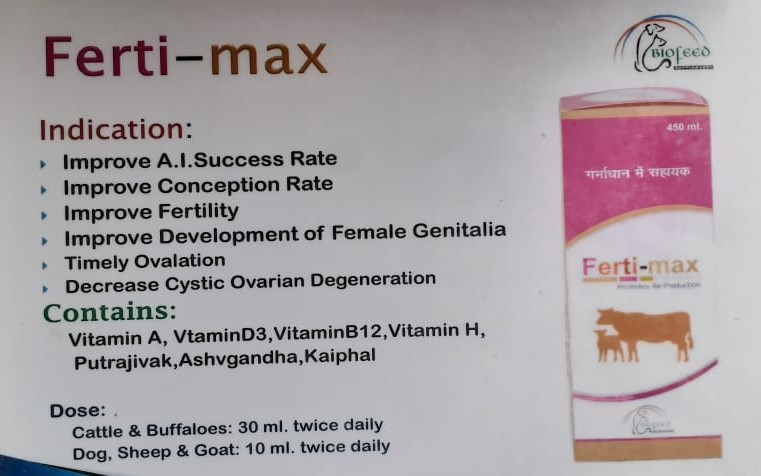 Ferti-max
BIOFEED
SUPPLEMENTS
Indication:
Improve A.I.Success Rate
Improve Conception Rate
Improve Fertility
Improve Development of Female Genitalia
Timely Ovalation
Decrease Cystic Ovarian Degeneration
Contains:
Vitamin A, VtaminD3,VitaminB12,Vitamin H,
Putrajivak,Ashvgandha,Kaiphal
Dose: .
Cattle & Buffaloes: 30 ml. twice daily
Dog, Sheep & Goat: 10 ml. twice daily
450 ml.
गर्भाधान में सहायक
Ferti-max
Promotes Re-Production
BIOFEED